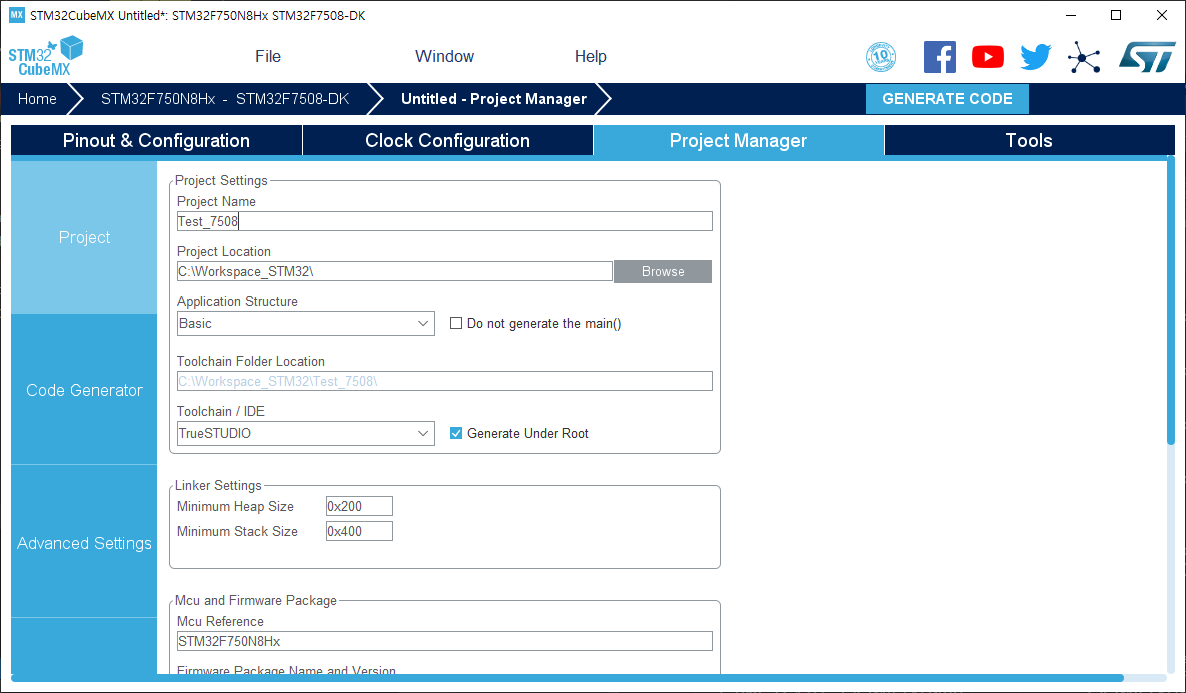 MX STM32CubeMX Untitled*: STM32F750N8Hx STM32F7508-DK
STM32
CubeMX
File Window Help
10
ST
Home STM32F750N8Hx - STM32F7508-DK Untitled - Project Manager GENERATE CODE
Pinout & Configuration Clock Configuration Project Manager Tools
Project
Code Generator
Advanced Settings
Project Settings
Project Name
Test_7508
Project Location
C:\Workspace_STM32\ Browse
Application Structure
Basic Do not generate the main()
Toolchain Folder Location
C:\Workspace_STM32\Test_7508\
Toolchain / IDE
TrueSTUDIO Generate Under Root
Linker Settings
Minimum Heap Size 0x200
Minimum Stack Size 0x400
Mcu and Firmware Package
Mcu Reference
STM32F750N8Hx
Firmware Package Name and Version